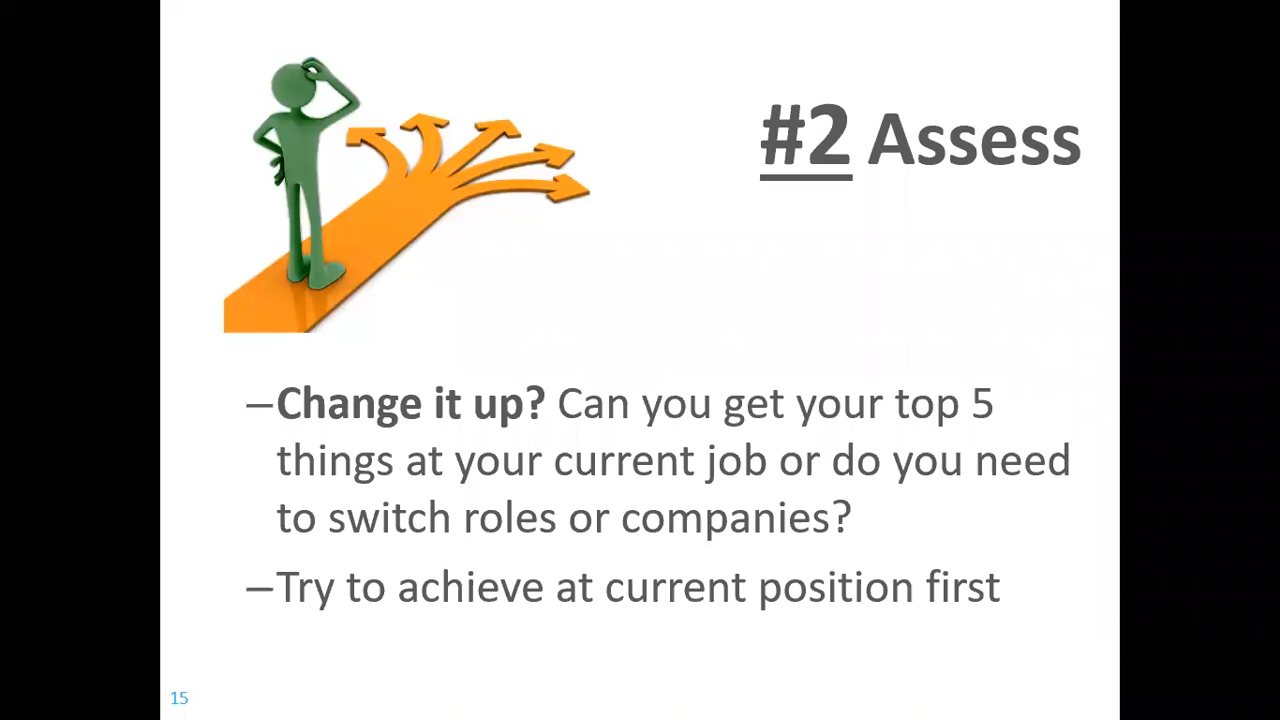 #2 Assess
–Change it up? Can you get your top 5
things at your current job or do you need
to switch roles or companies?
–Try to achieve at current position first
15